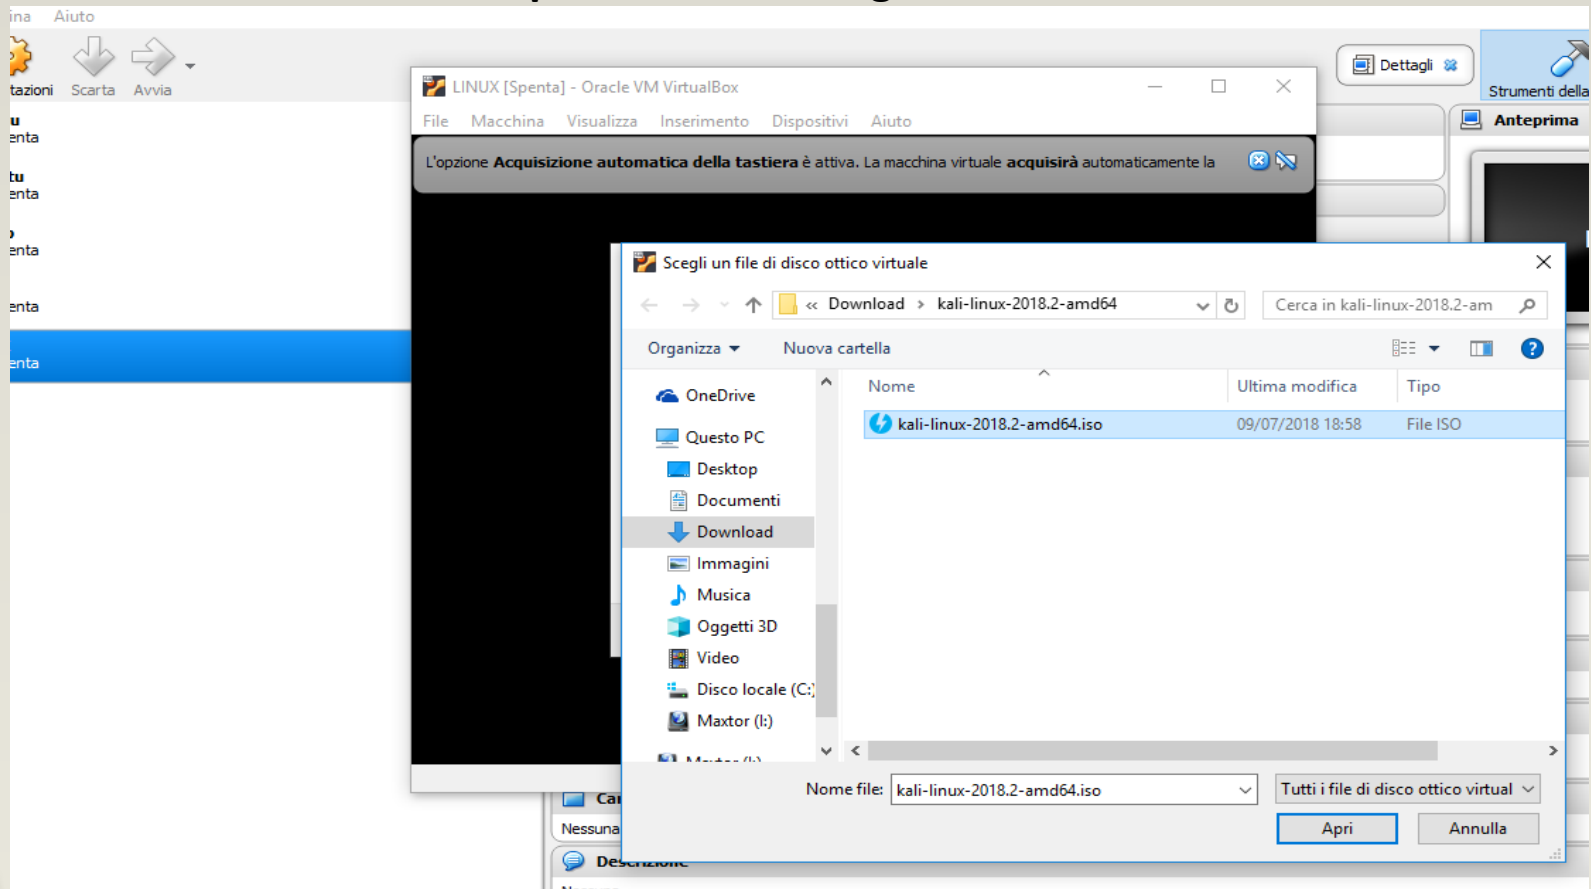 ina Aiuto
tazioni Scarta Avvia
Dettagli
Strumenti della
u
enta
tu
enta
enta
enta
enta
LINUX [Spenta] - Oracle VM VirtualBox
File Macchina Visualizza Inserimento Dispositivi Aiuto
L'opzione Acquisizione automatica della tastiera è attiva. La macchina virtuale acquisirà automaticamente la
Anteprima
Scegli un file di disco ottico virtuale
« Download > kali-linux-2018.2-amd64
Cerca in kali-linux-2018.2-am
Organizza Nuova cartella
OneDrive
Questo PC
Desktop
Documenti
Download
Immagini
Musica
Oggetti 3D
Video
Disco locale (C:)
Maxtor (I:)
Nome Ultima modifica Tipo
kali-linux-2018.2-amd64.iso 09/07/2018 18:58 File ISO
Nome file: kali-linux-2018.2-amd64.iso Tutti i file di disco ottico virtual
Apri Annulla
Car
Nessuna
Descrizione